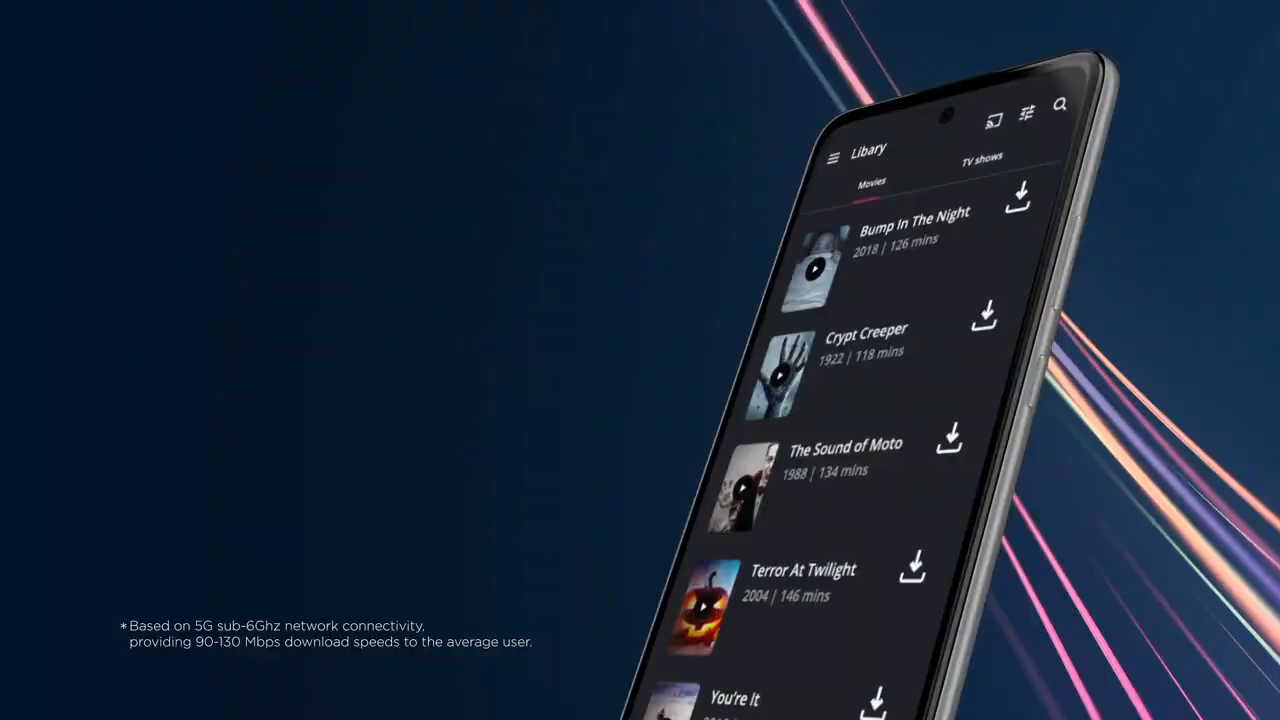 Libary
Movies
TV shows
Bump In The Night
2018 | 126 mins
Crypt Creeper
1922 | 118 mins
The Sound of Moto
1988 | 134 mins
Terror At Twilight
2004 | 146 mins
You're It
*Based on 5G sub-6Ghz network connectivity,
providing 90-130 Mbps download speeds to the average user.